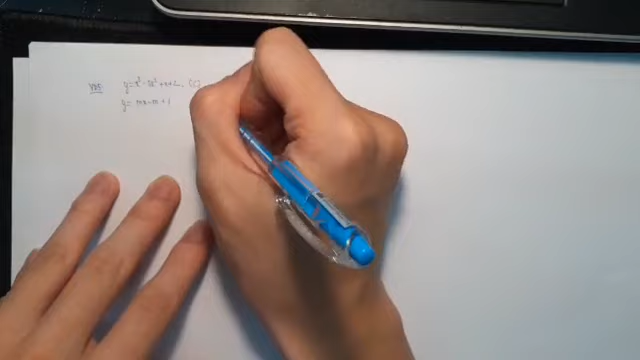 y=x³-3x²+x+2. (C)
y= mx-m+1